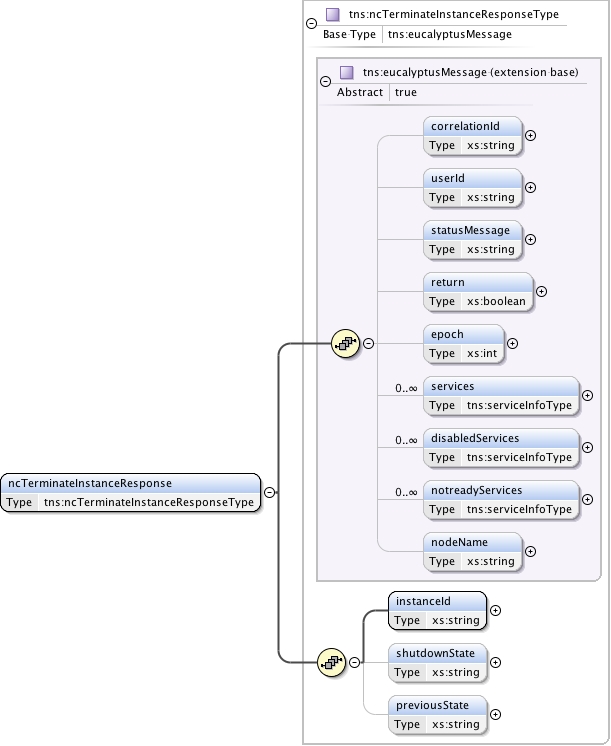 tns:ncTerminateInstanceResponseType
Base Type tns:eucalyptusMessage
tns:eucalyptusMessage (extension base)
Abstract true
correlationId
Type xs:string
userId
Type xs:string
statusMessage
Type xs:string
return
Type xs:boolean
epoch
Type xs:int
0..∞ services
Type tns:serviceInfoType
0..∞ disabledServices
Type tns:serviceInfoType
0..∞ notreadyServices
Type tns:serviceInfoType
nodeName
Type xs:string
ncTerminateInstanceResponse
Type tns:ncTerminateInstanceResponseType
instanceId
Type xs:string
shutdownState
Type xs:string
previousState
Type xs:string